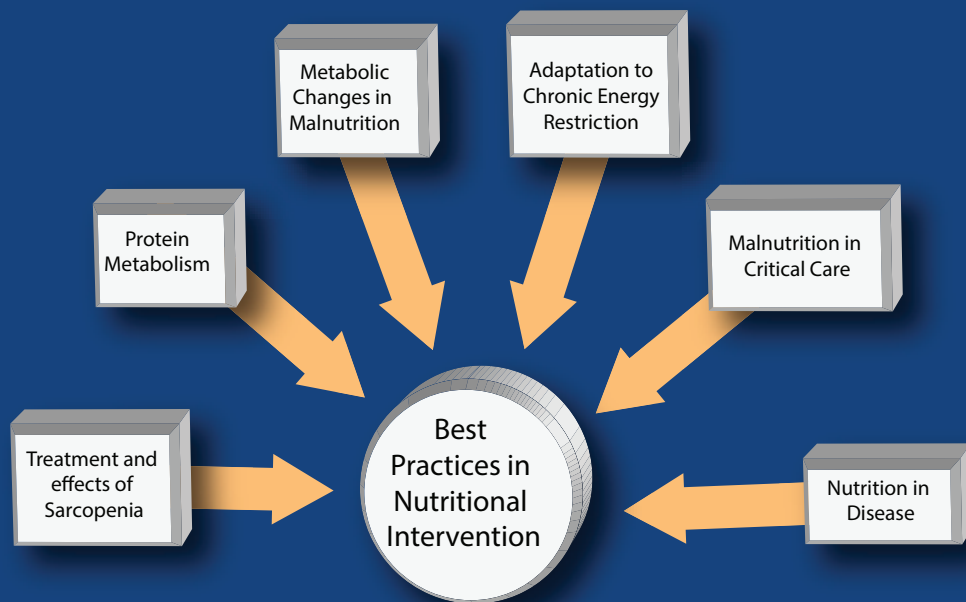 Metabolic
Changes in
Malnutrition
Adaptation to
Chronic Energy
Restriction
Protein
Metabolism
Malnutrition in
Critical Care
Treatment and
effects of
Sarcopenia
Best
Practices in
Nutritional
Intervention
Nutrition in
Disease